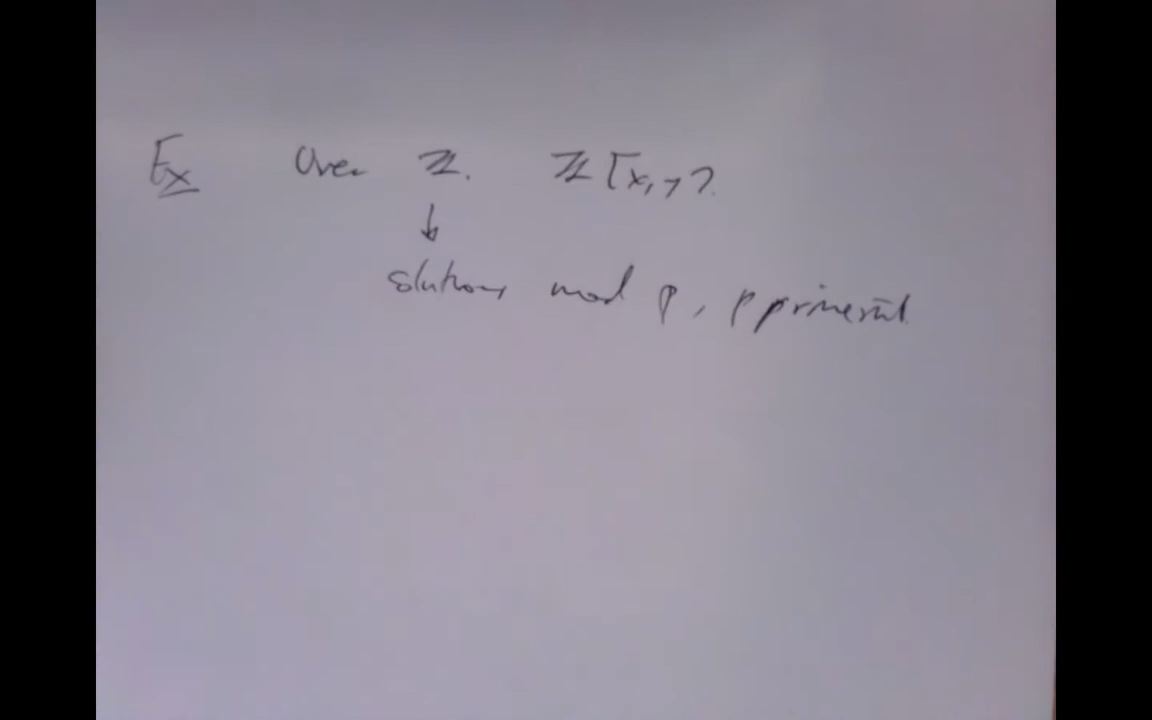 Ex Over ℤ. ℤ[x,y].
↓
solutions mod p, p prime